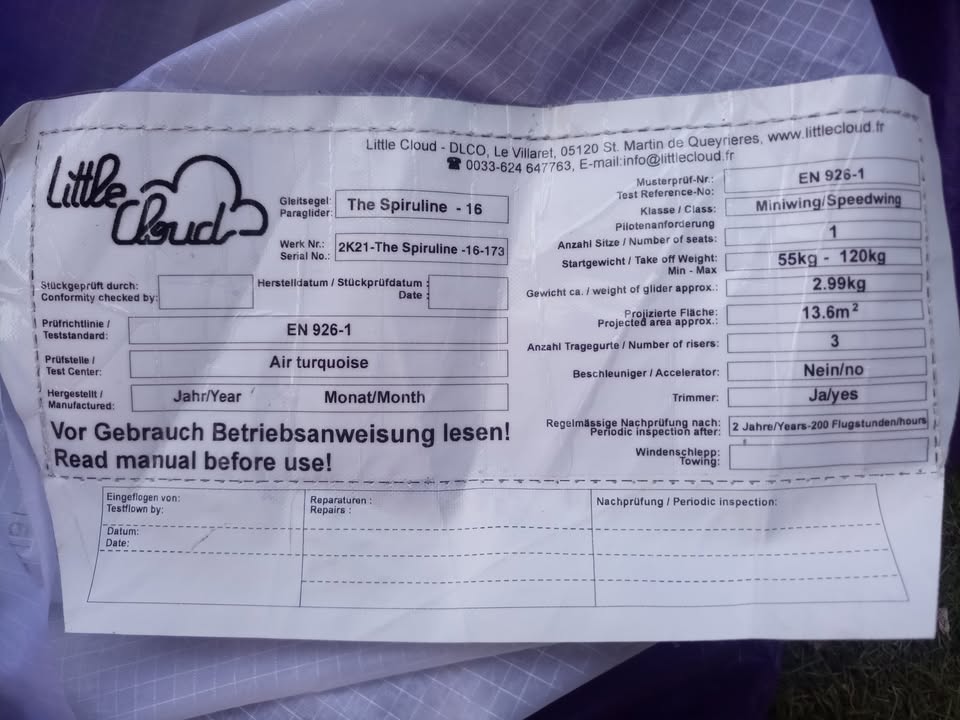 Little Cloud - DLCO, Le Villaret, 05120 St. Martin de Queyrieres, www.littlecloud.fr
☎ 0033-624 647763, E-mail:info@littlecloud.fr
Little
Cloud
Gleitsegel:
Paraglider:
The Spiruline - 16
Werk Nr.:
Serial No.:
2K21-The Spiruline -16-173
Stückgeprüft durch:
Conformity checked by:
Herstelldatum / Stückprüfdatum :
Date :
Prüfrichtlinie /
Teststandard:
EN 926-1
Prüfstelle /
Test Center:
Air turquoise
Hergestellt /
Manufactured:
Jahr/Year Monat/Month
Vor Gebrauch Betriebsanweisung lesen!
Read manual before use!
Musterprüf-Nr.:
Test Reference-No:
EN 926-1
Klasse / Class:
Miniwing/Speedwing
Pilotenanforderung
Anzahl Sitze / Number of seats:
1
Startgewicht / Take off Weight:
Min - Max
55kg - 120kg
Gewicht ca. / weight of glider approx.:
2.99kg
Projizierte Fläche:
Projected area approx.:
13.6m²
Anzahl Tragegurte / Number of risers:
3
Beschleuniger / Accelerator:
Nein/no
Trimmer:
Ja/yes
Regelmässige Nachprüfung nach:
Periodic inspection after:
2 Jahre/Years-200 Flugstunden/hours
Windenschlepp:
Towing:
Eingeflogen von:
Testflown by:
Datum:
Date:
Reparaturen :
Repairs :
Nachprüfung / Periodic inspection: